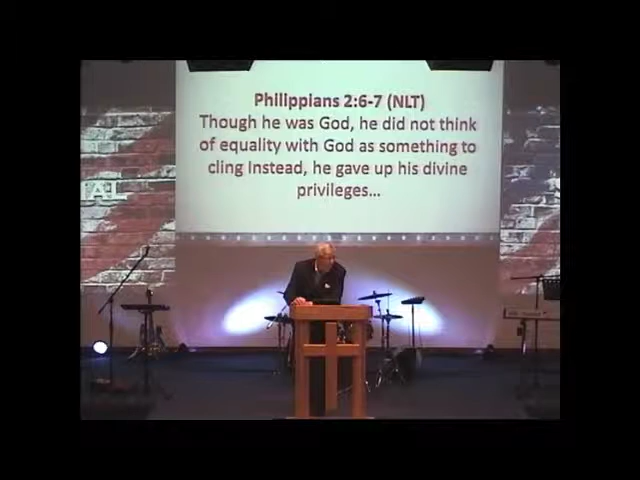 Philippians 2:6-7 (NLT)
Though he was God, he did not think
of equality with God as something to
cling Instead, he gave up his divine
privileges...